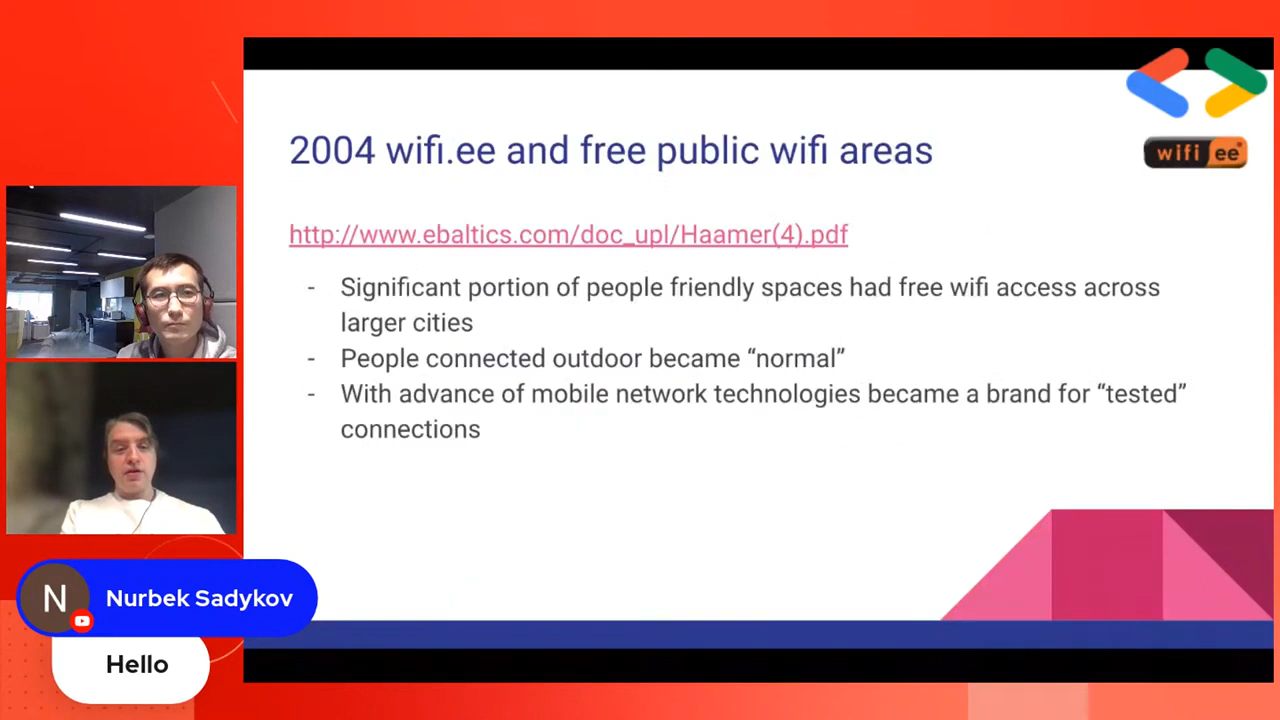 2004 wifi.ee and free public wifi areas
wifi ee
http://www.ebaltics.com/doc_upl/Haamer(4).pdf
- Significant portion of people friendly spaces had free wifi access across
larger cities
- People connected outdoor became “normal”
- With advance of mobile network technologies became a brand for “tested”
connections
N
Nurbek Sadykov
Hello